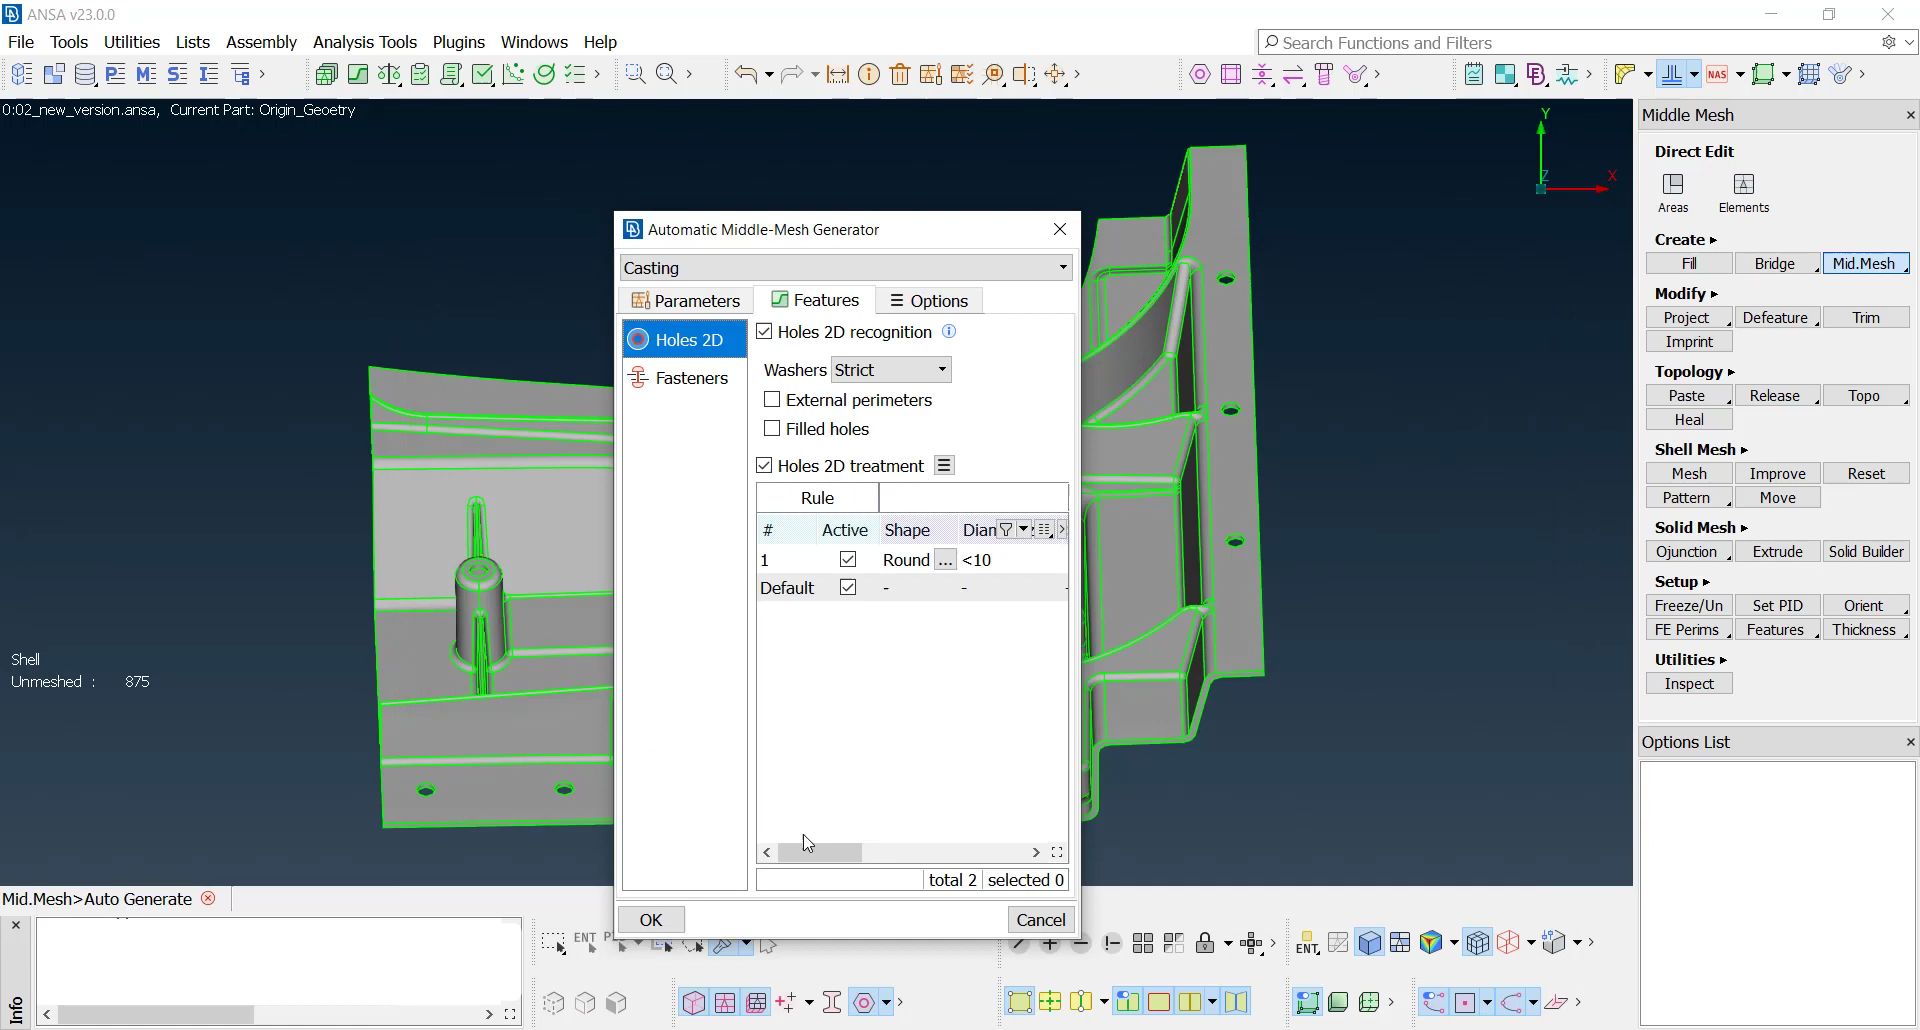 ANSA v23.0.0
File Tools Utilities Lists Assembly Analysis Tools Plugins Windows Help
Search Functions and Filters
NAS
0:02_new_version.ansa, Current Part: Origin_Geoetry
Y
Z
X
Shell
Unmeshed : 875
Automatic Middle-Mesh Generator
Casting
Parameters Features Options
Holes 2D
Fasteners
Holes 2D recognition
Washers Strict
External perimeters
Filled holes
Holes 2D treatment
Rule
# Active Shape Diam
1 Round ... <10
Default - - -
total 2 selected 0
OK Cancel
Middle Mesh
Direct Edit
Areas Elements
Create
Fill Bridge Mid.Mesh
Modify
Project Defeature Trim
Imprint
Topology
Paste Release Topo
Heal
Shell Mesh
Mesh Improve Reset
Pattern Move
Solid Mesh
Ojunction Extrude Solid Builder
Setup
Freeze/Un Set PID Orient
FE Perims Features Thickness
Utilities
Inspect
Options List
Mid.Mesh>Auto Generate
Info
ENT
ENT